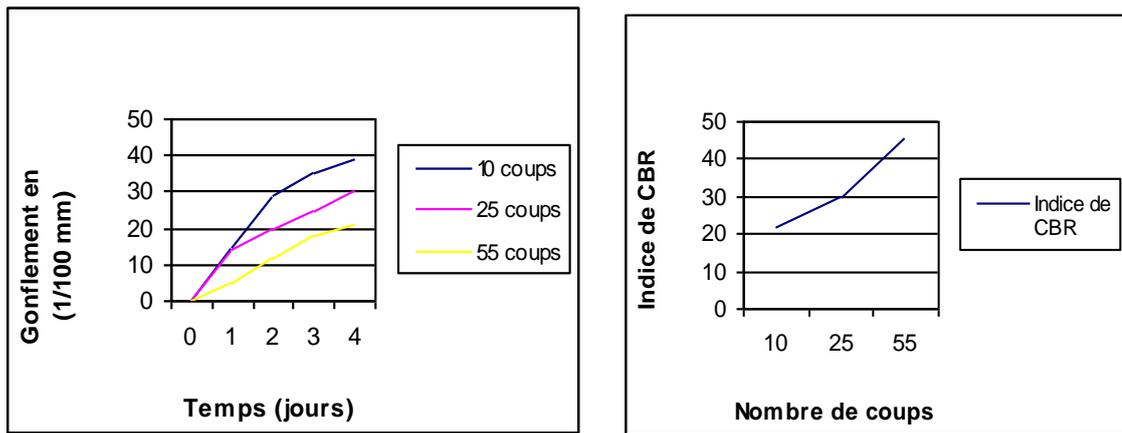 Gonflement en
(1/100 mm)
50
40
30
20
10
0
0 1 2 3 4
Temps (jours)
10 coups
25 coups
55 coups
Indice de CBR
50
40
30
20
10
0
10 25 55
Nombre de coups
Indice de
CBR